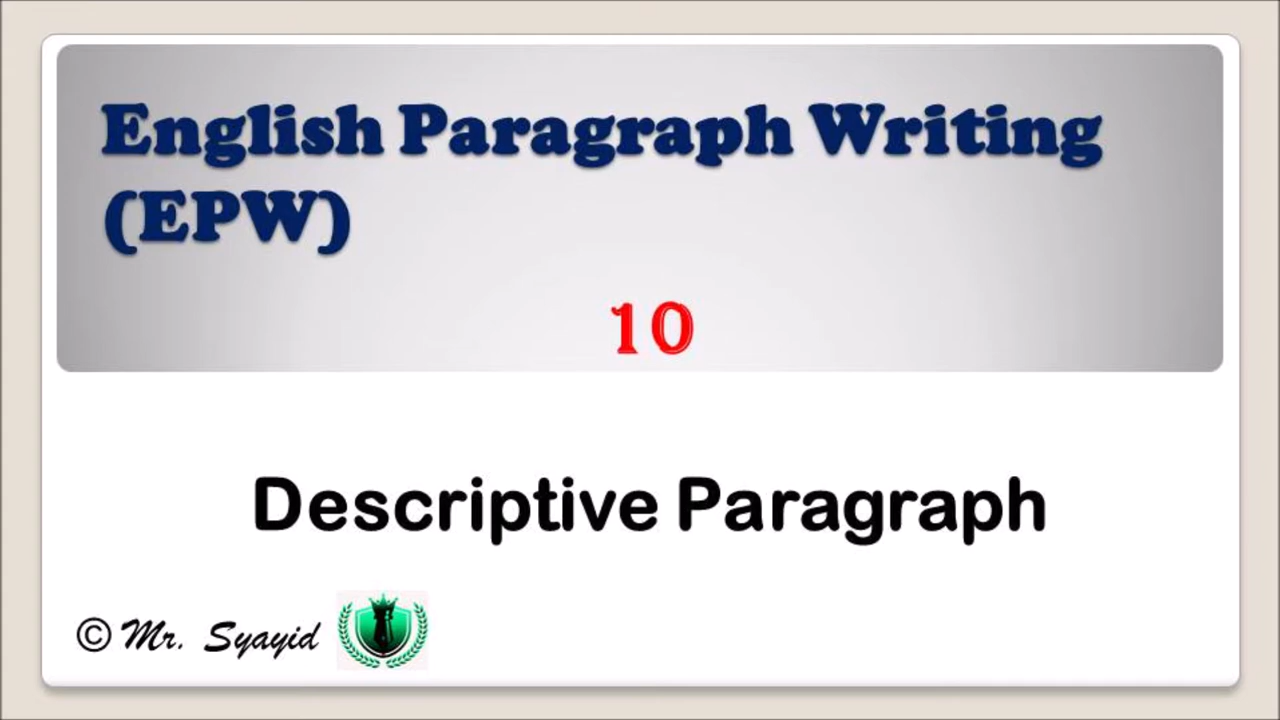 English Paragraph Writing
(EPW)
10
Descriptive Paragraph
© Mr. Syayid